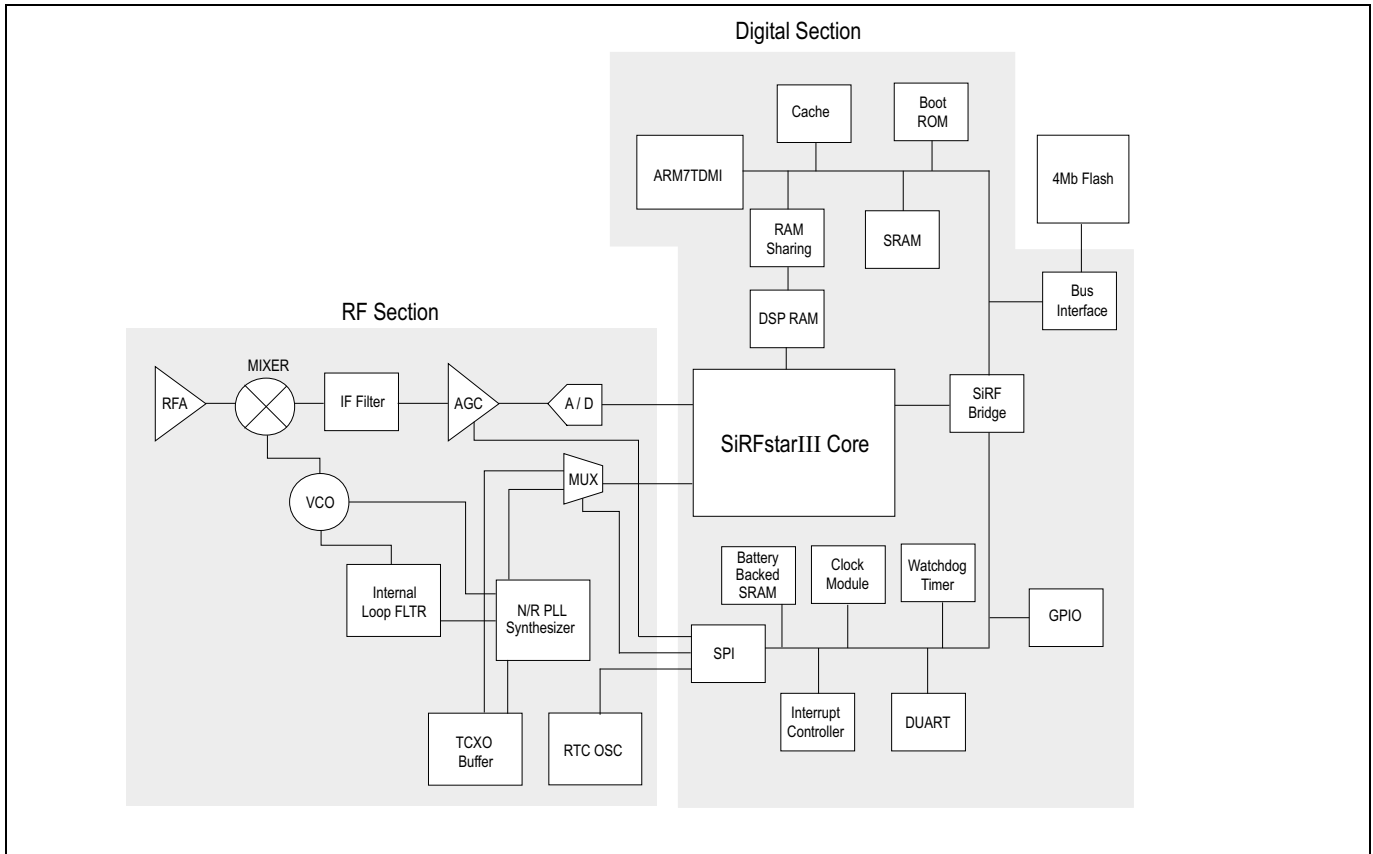 Digital Section
Cache
Boot
ROM
ARM7TDMI
4Mb Flash
RAM
Sharing
SRAM
Bus
Interface
DSP RAM
RF Section
MIXER
RFA
IF Filter
AGC
A / D
SiRFstarIII Core
SiRF
Bridge
MUX
VCO
Internal
Loop FLTR
N/R PLL
Synthesizer
Battery
Backed
SRAM
Clock
Module
Watchdog
Timer
GPIO
SPI
TCXO
Buffer
RTC OSC
Interrupt
Controller
DUART